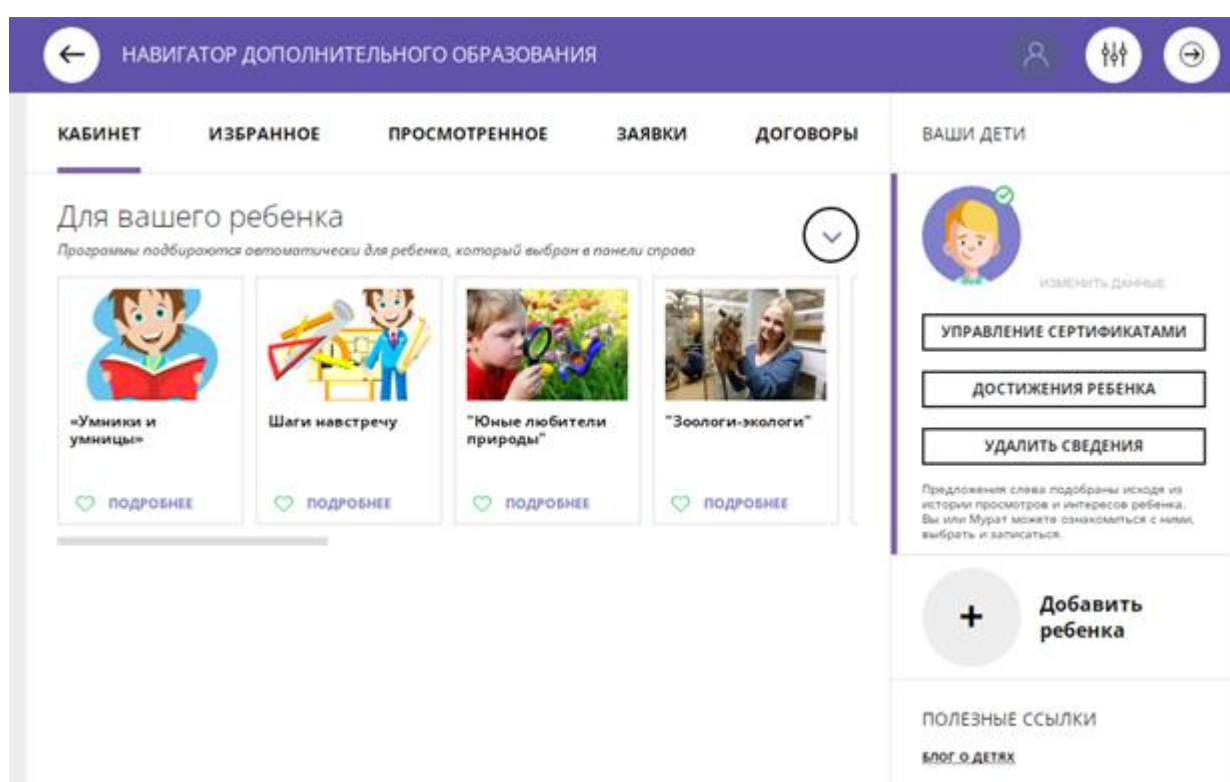 НАВИГАТОР ДОПОЛНИТЕЛЬНОГО ОБРАЗОВАНИЯ
КАБИНЕТ ИЗБРАННОЕ ПРОСМОТРЕННОЕ ЗАЯВКИ ДОГОВОРЫ
Для вашего ребенка
Программы подбираются автоматически для ребенка, который выбран в панели справа
«Умники и
умницы»
ПОДРОБНЕЕ
Шаги навстречу
ПОДРОБНЕЕ
"Юные любители
природы"
ПОДРОБНЕЕ
"Зоологи-экологи"
ПОДРОБНЕЕ
ВАШИ ДЕТИ
ИЗМЕНИТЬ ДАННЫЕ
УПРАВЛЕНИЕ СЕРТИФИКАТАМИ
ДОСТИЖЕНИЯ РЕБЕНКА
УДАЛИТЬ СВЕДЕНИЯ
Предложения слева подобраны исходя из
истории просмотров и интересов ребенка.
Вы или Мурат можете ознакомиться с ними,
выбрать и записаться.
+
Добавить
ребенка
ПОЛЕЗНЫЕ ССЫЛКИ
БЛОГ О ДЕТЯХ